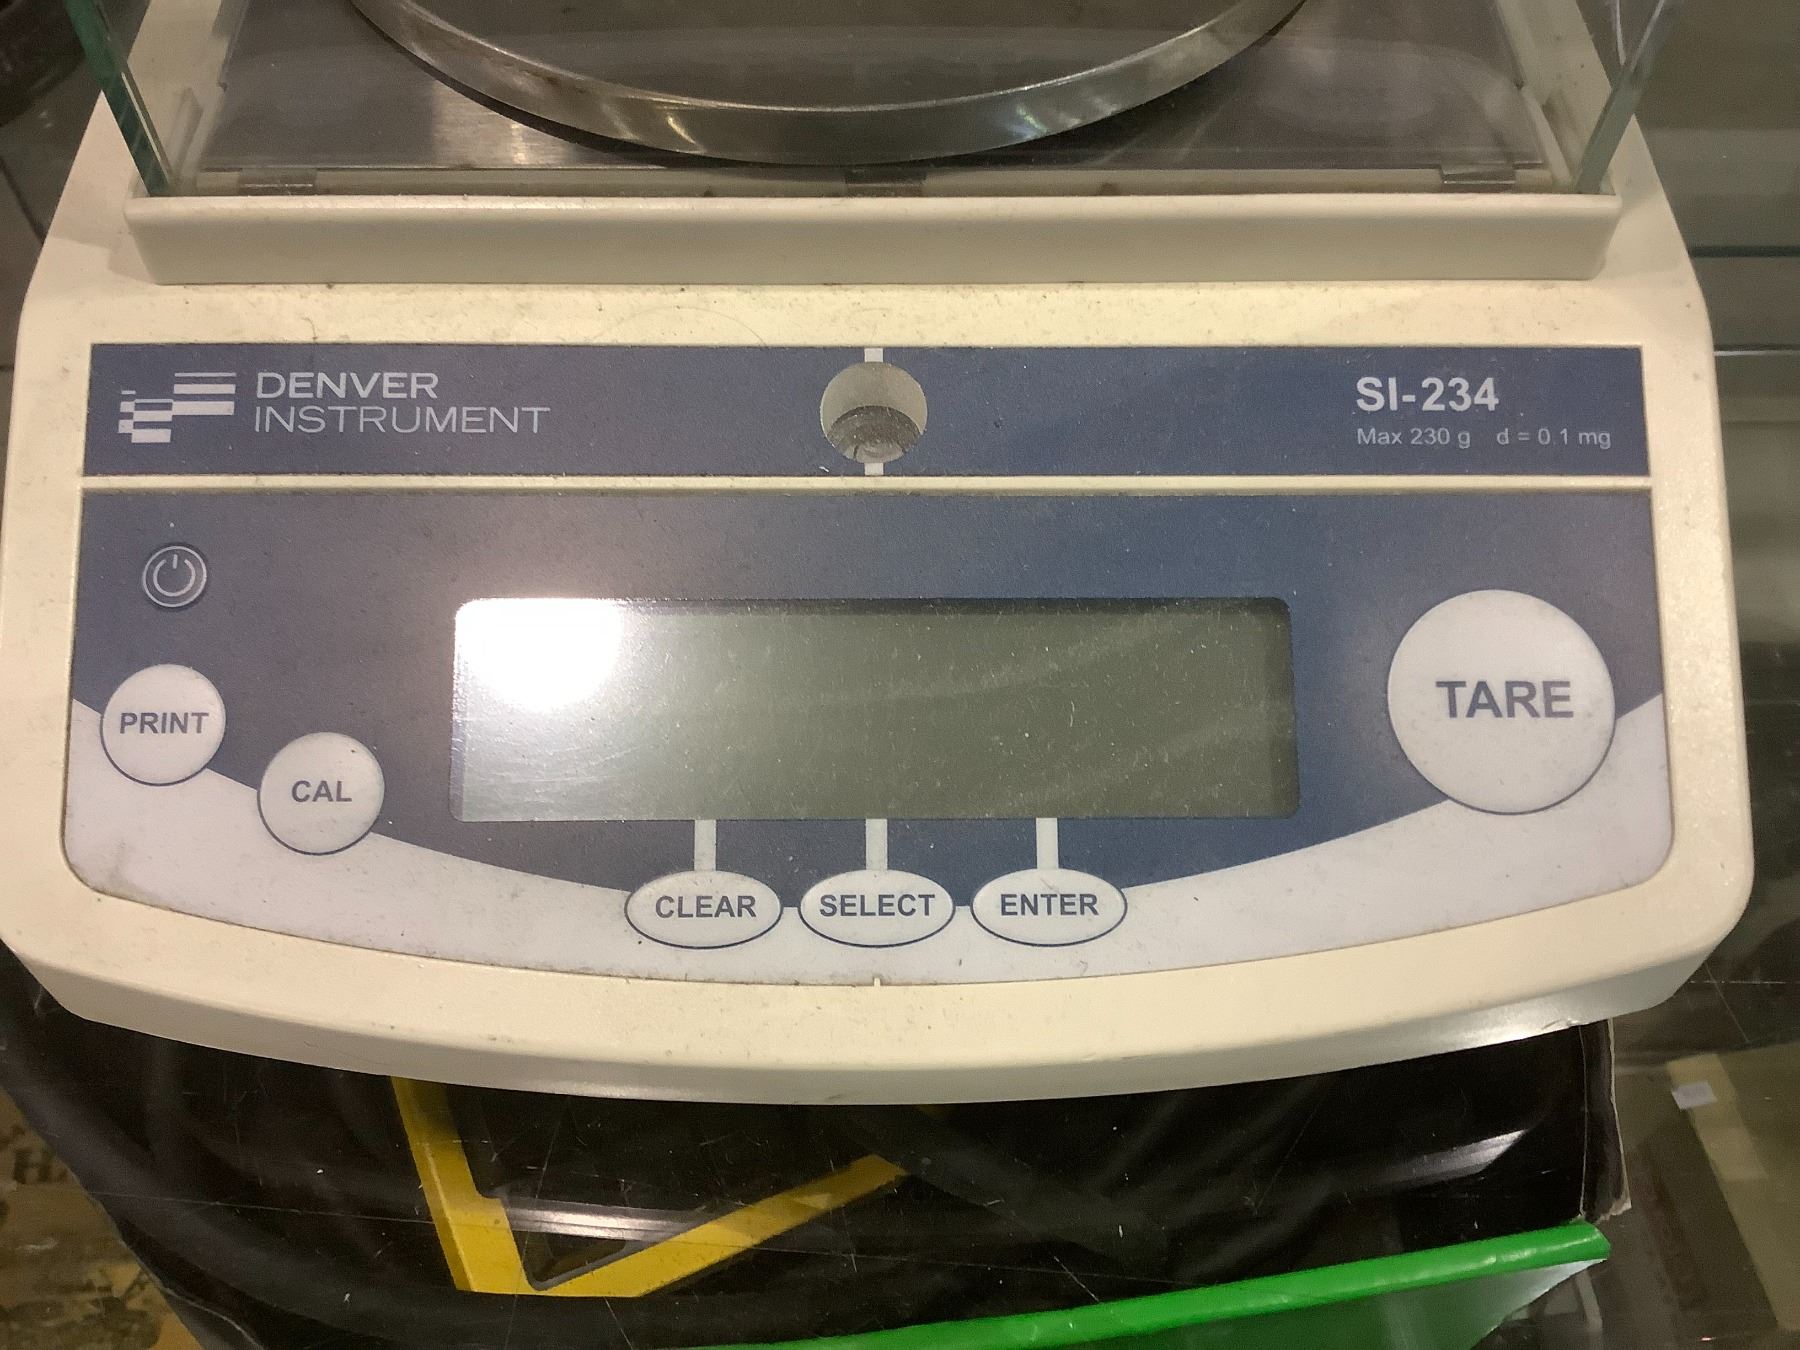 DENVER
INSTRUMENT
SI-234
Max 230 g d = 0.1 mg
PRINT
CAL
TARE
CLEAR
SELECT
ENTER